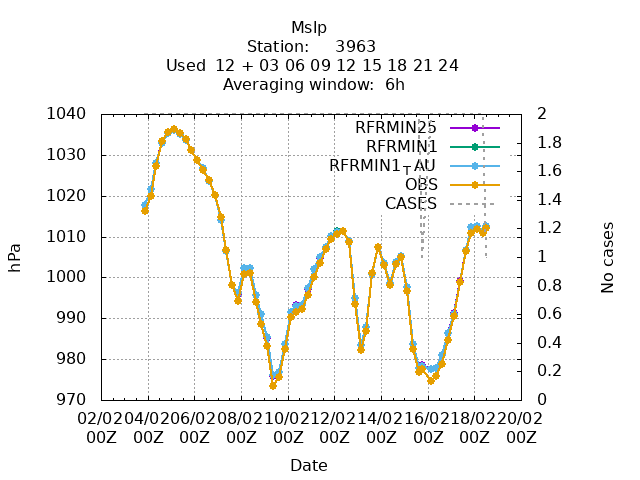 Mslp
Station: 3963
Used 12 + 03 06 09 12 15 18 21 24
Averaging window: 6h
RFRMIN25
RFRMIN1
RFRMIN1_TAU
OBS
CASES
hPa
1040
1030
1020
1010
1000
990
980
970
No cases
2
1.8
1.6
1.4
1.2
1
0.8
0.6
0.4
0.2
0
02/02 04/02 06/02 08/02 10/02 12/02 14/02 16/02 18/02 20/02
00Z 00Z 00Z 00Z 00Z 00Z 00Z 00Z 00Z 00Z
Date